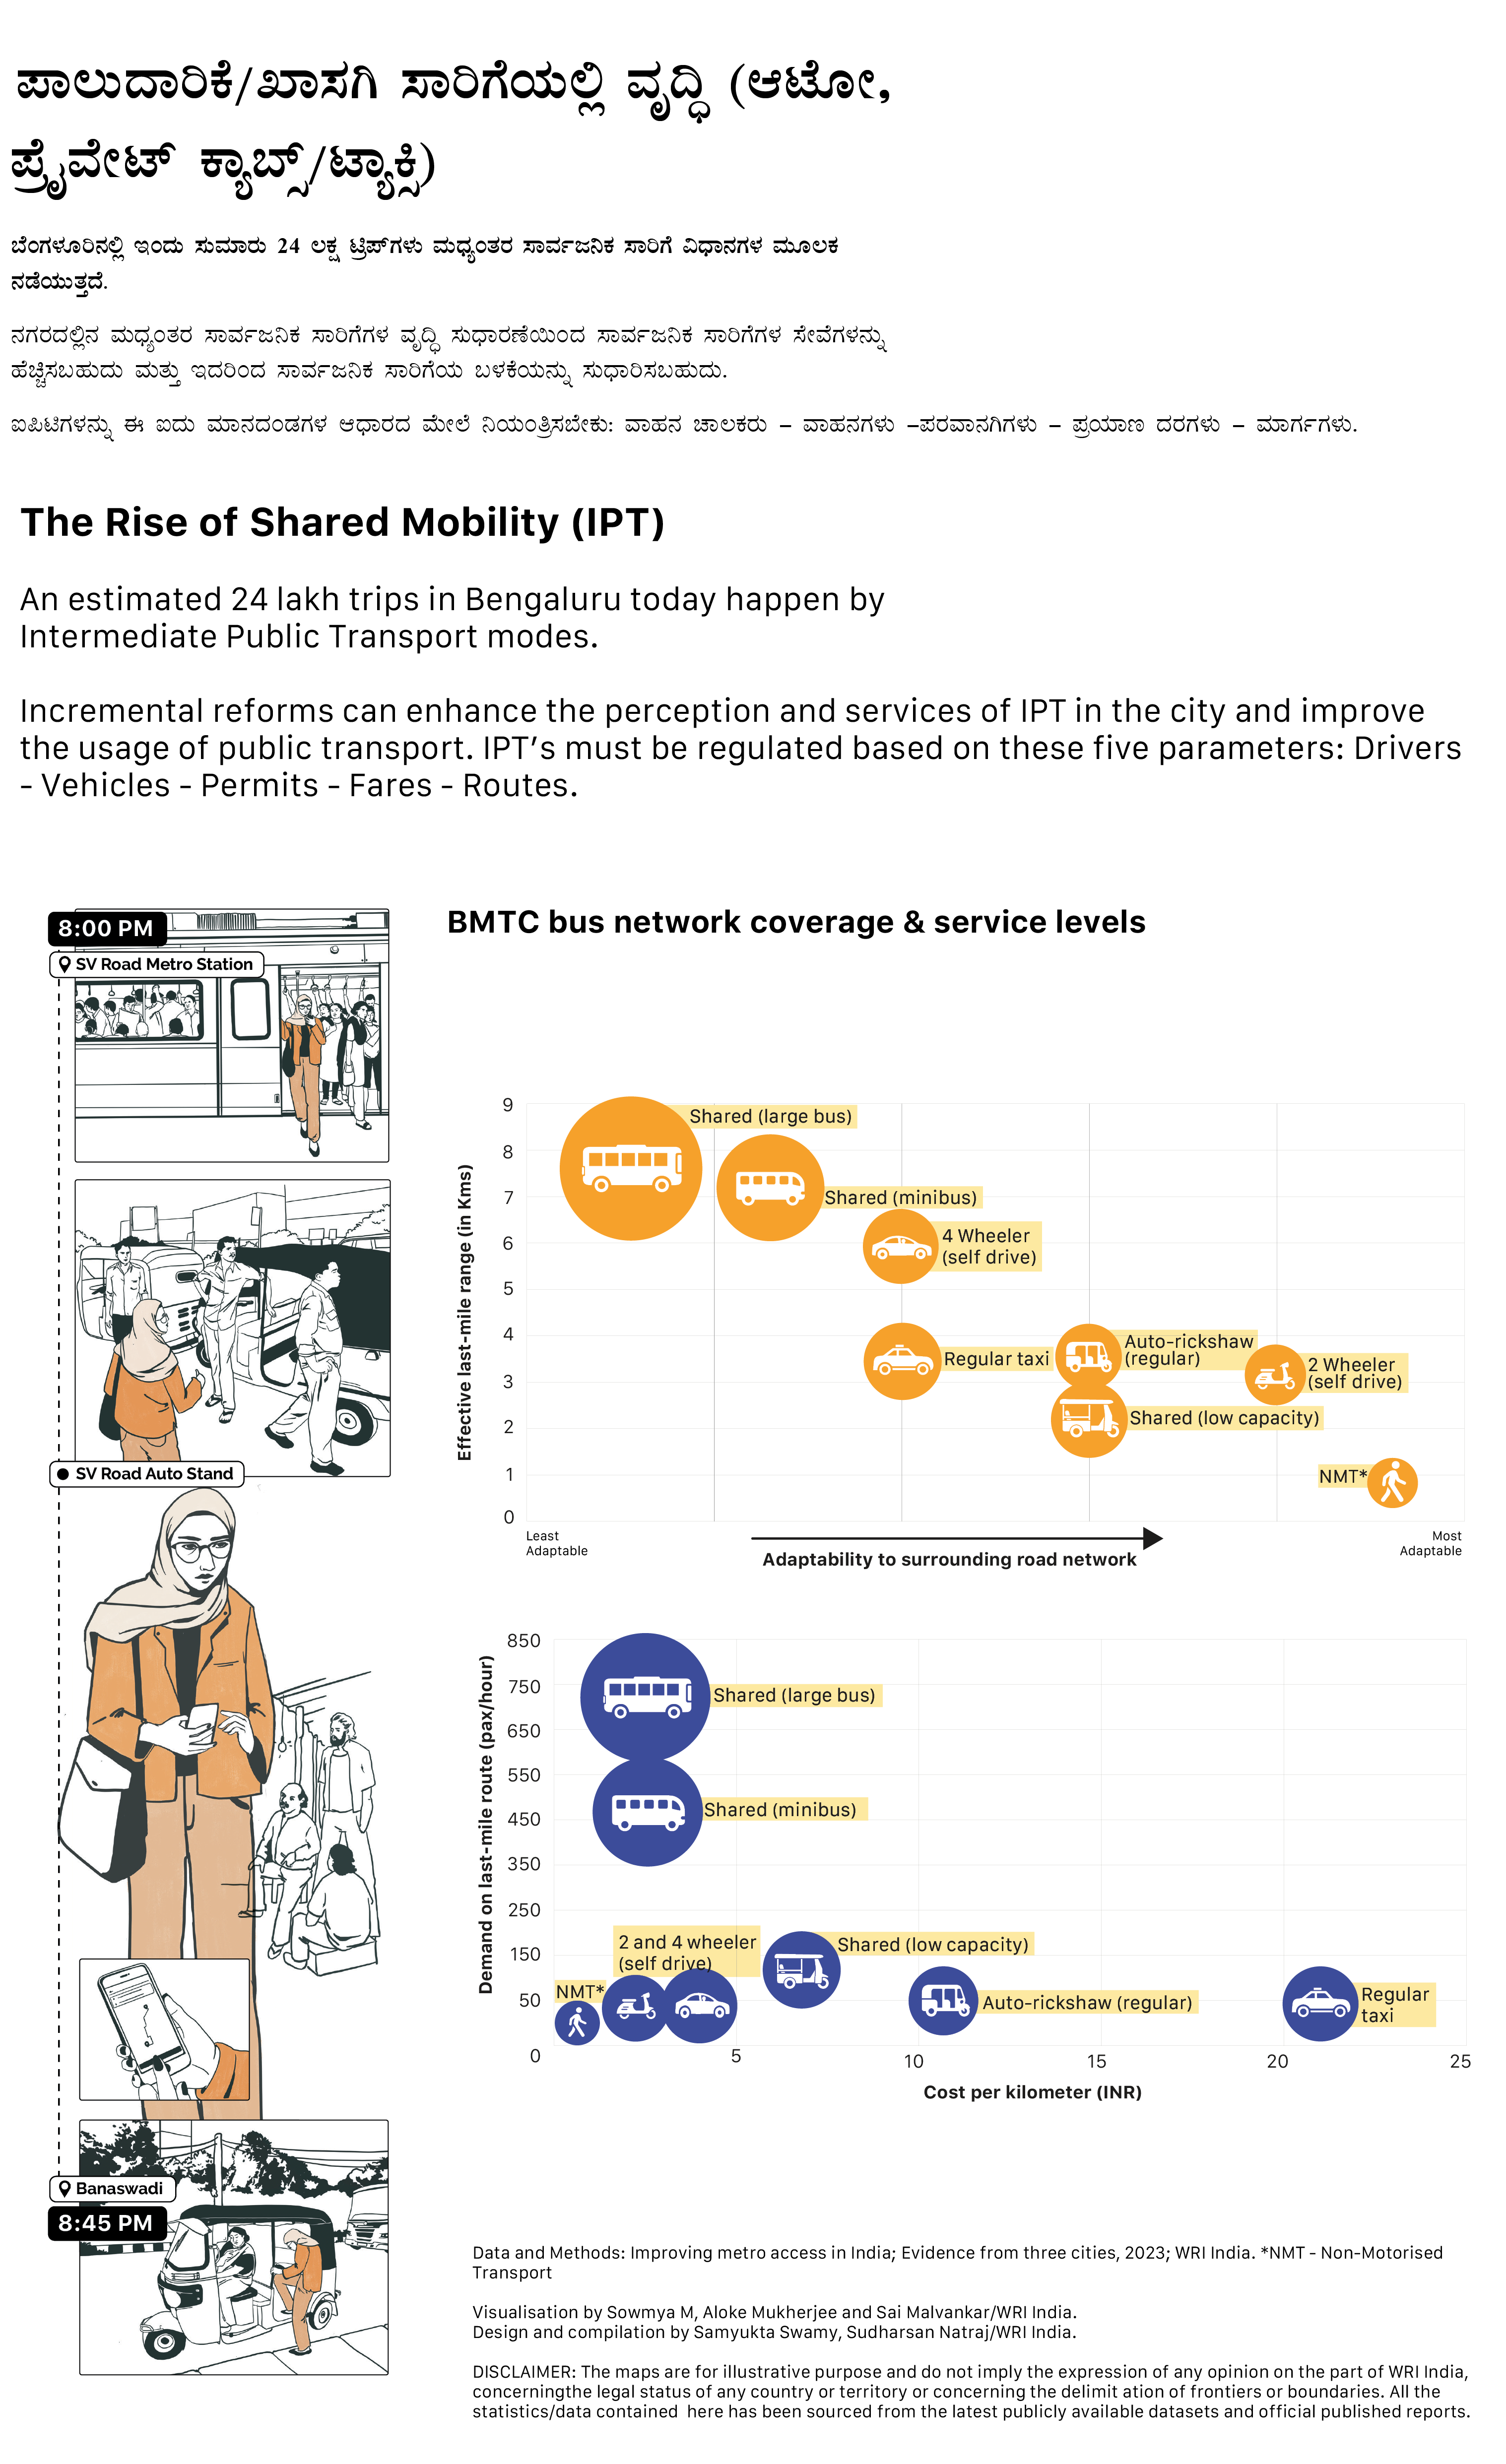 ಪಾಲುದಾರಿಕೆ/ಖಾಸಗಿ ಸಾರಿಗೆಯಲ್ಲಿ ವೃದ್ಧಿ (ಆಟೋ,
ಪ್ರೈವೇಟ್ ಕ್ಯಾಬ್ಸ್/ಟ್ಯಾಕ್ಸಿ)
ಬೆಂಗಳೂರಿನಲ್ಲಿ ಇಂದು ಸುಮಾರು 24 ಲಕ್ಷ ಟ್ರಿಪ್‌ಗಳು ಮಧ್ಯಂತರ ಸಾರ್ವಜನಿಕ ಸಾರಿಗೆ ವಿಧಾನಗಳ ಮೂಲಕ
ನಡೆಯುತ್ತದೆ.
ನಗರದಲ್ಲಿನ ಮಧ್ಯಂತರ ಸಾರ್ವಜನಿಕ ಸಾರಿಗೆಗಳ ವೃದ್ಧಿ ಸುಧಾರಣೆಯಿಂದ ಸಾರ್ವಜನಿಕ ಸಾರಿಗೆಗಳ ಸೇವೆಗಳನ್ನು
ಹೆಚ್ಚಿಸಬಹುದು ಮತ್ತು ಇದರಿಂದ ಸಾರ್ವಜನಿಕ ಸಾರಿಗೆಯ ಬಳಕೆಯನ್ನು ಸುಧಾರಿಸಬಹುದು.
ಐಪಿಟಿಗಳನ್ನು ಈ ಐದು ಮಾನದಂಡಗಳ ಆಧಾರದ ಮೇಲೆ ನಿಯಂತ್ರಿಸಬೇಕು: ವಾಹನ ಚಾಲಕರು – ವಾಹನಗಳು –ಪರವಾನಗಿಗಳು – ಪ್ರಯಾಣ ದರಗಳು – ಮಾರ್ಗಗಳು.
The Rise of Shared Mobility (IPT)
An estimated 24 lakh trips in Bengaluru today happen by
Intermediate Public Transport modes.
Incremental reforms can enhance the perception and services of IPT in the city and improve
the usage of public transport. IPT's must be regulated based on these five parameters: Drivers
- Vehicles - Permits - Fares - Routes.
8:00 PM
SV Road Metro Station
SV Road Auto Stand
Banaswadi
8:45 PM
BMTC bus network coverage & service levels
Effective last-mile range (in Kms)
9
8
7
6
5
4
3
2
1
0
Shared (large bus)
Shared (minibus)
4 Wheeler
(self drive)
Regular taxi
Auto-rickshaw
(regular)
2 Wheeler
(self drive)
Shared (low capacity)
NMT*
Least
Adaptable
Most
Adaptable
Adaptability to surrounding road network
Demand on last-mile route (pax/hour)
850
750
650
550
450
350
250
150
50
0
Shared (large bus)
Shared (minibus)
2 and 4 wheeler
(self drive)
Shared (low capacity)
NMT*
Auto-rickshaw (regular)
Regular
taxi
5
10
15
20
25
Cost per kilometer (INR)
Data and Methods: Improving metro access in India; Evidence from three cities, 2023; WRI India. *NMT - Non-Motorised
Transport
Visualisation by Sowmya M, Aloke Mukherjee and Sai Malvankar/WRI India.
Design and compilation by Samyukta Swamy, Sudharsan Natraj/WRI India.
DISCLAIMER: The maps are for illustrative purpose and do not imply the expression of any opinion on the part of WRI India,
concerningthe legal status of any country or territory or concerning the delimit ation of frontiers or boundaries. All the
statistics/data contained here has been sourced from the latest publicly available datasets and official published reports.